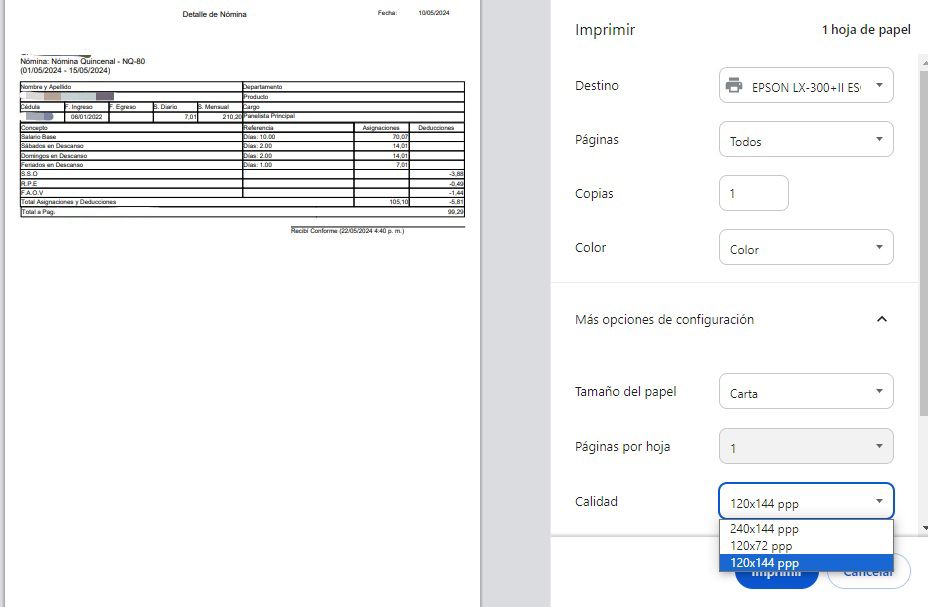 Detalle de Nómina
Fecha: 10/05/2024
Nómina: Nómina Quincenal - NQ-80
(01/05/2024 - 15/05/2024)
Nombre y Apellido Departamento
Producto
Cédula F. Ingreso F. Egreso S. Diario S. Mensual Cargo
06/01/2022 7,01 210,20 Panelista Principal
Concepto Referencia Asignaciones Deducciones
Salario Base Días: 10.00 70,07
Sábados en Descanso Días: 2.00 14,01
Domingos en Descanso Días: 2.00 14,01
Feriados en Descanso Días: 1.00 7,01
S.S.O -3,88
R.P.E -0,49
F.A.O.V -1,44
Total Asignaciones y Deducciones 105,10 -5,81
Total a Pag. 99,29
Recibí Conforme (22/05/2024 4:40 p. m.)
Imprimir 1 hoja de papel
Destino EPSON LX-300+II ES
Páginas Todos
Copias 1
Color Color
Más opciones de configuración
Tamaño del papel Carta
Páginas por hoja 1
Calidad 120x144 ppp
240x144 ppp
120x72 ppp
120x144 ppp
Imprimir Cancelar